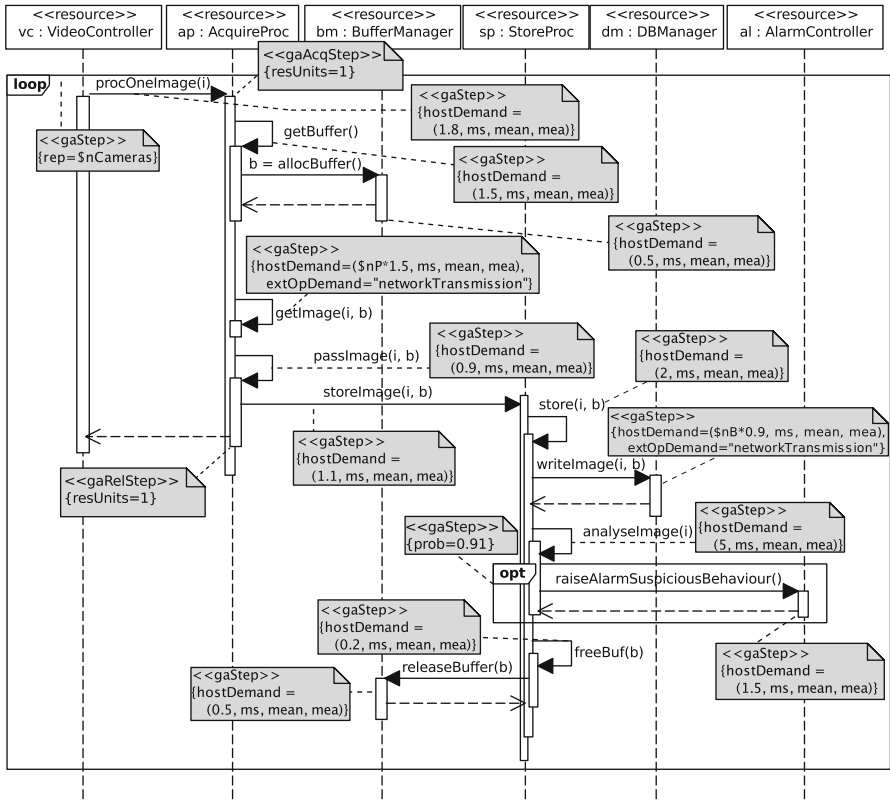 <<resource>>
vc : VideoController
<<resource>>
ap : AcquireProc
<<resource>>
bm : BufferManager
<<resource>>
sp : StoreProc
<<resource>>
dm : DBManager
<<resource>>
al : AlarmController
loop
procOneImage(i)
<<gaAcqStep>>
{resUnits=1}
<<gaStep>>
{hostDemand =
(1.8, ms, mean, mea)}
<<gaStep>>
{rep=$nCameras}
getBuffer()
<<gaStep>>
{hostDemand =
(1.5, ms, mean, mea)}
b = allocBuffer()
<<gaStep>>
{hostDemand =
(0.5, ms, mean, mea)}
<<gaStep>>
{hostDemand=($nP*1.5, ms, mean, mea),
extOpDemand="networkTransmission"}
getImage(i, b)
<<gaStep>>
{hostDemand =
(0.9, ms, mean, mea)}
<<gaStep>>
{hostDemand =
(2, ms, mean, mea)}
passImage(i, b)
storeImage(i, b)
store(i, b)
<<gaStep>>
{hostDemand=($nB*0.9, ms, mean, mea),
extOpDemand="networkTransmission"}
<<gaStep>>
{hostDemand =
(1.1, ms, mean, mea)}
writeImage(i, b)
<<gaRelStep>>
{resUnits=1}
<<gaStep>>
{prob=0.91}
analyseImage(i)
<<gaStep>>
{hostDemand =
(5, ms, mean, mea)}
opt
raiseAlarmSuspiciousBehaviour()
<<gaStep>>
{hostDemand =
(0.2, ms, mean, mea)}
freeBuf(b)
<<gaStep>>
{hostDemand =
(1.5, ms, mean, mea)}
releaseBuffer(b)
<<gaStep>>
{hostDemand =
(0.5, ms, mean, mea)}